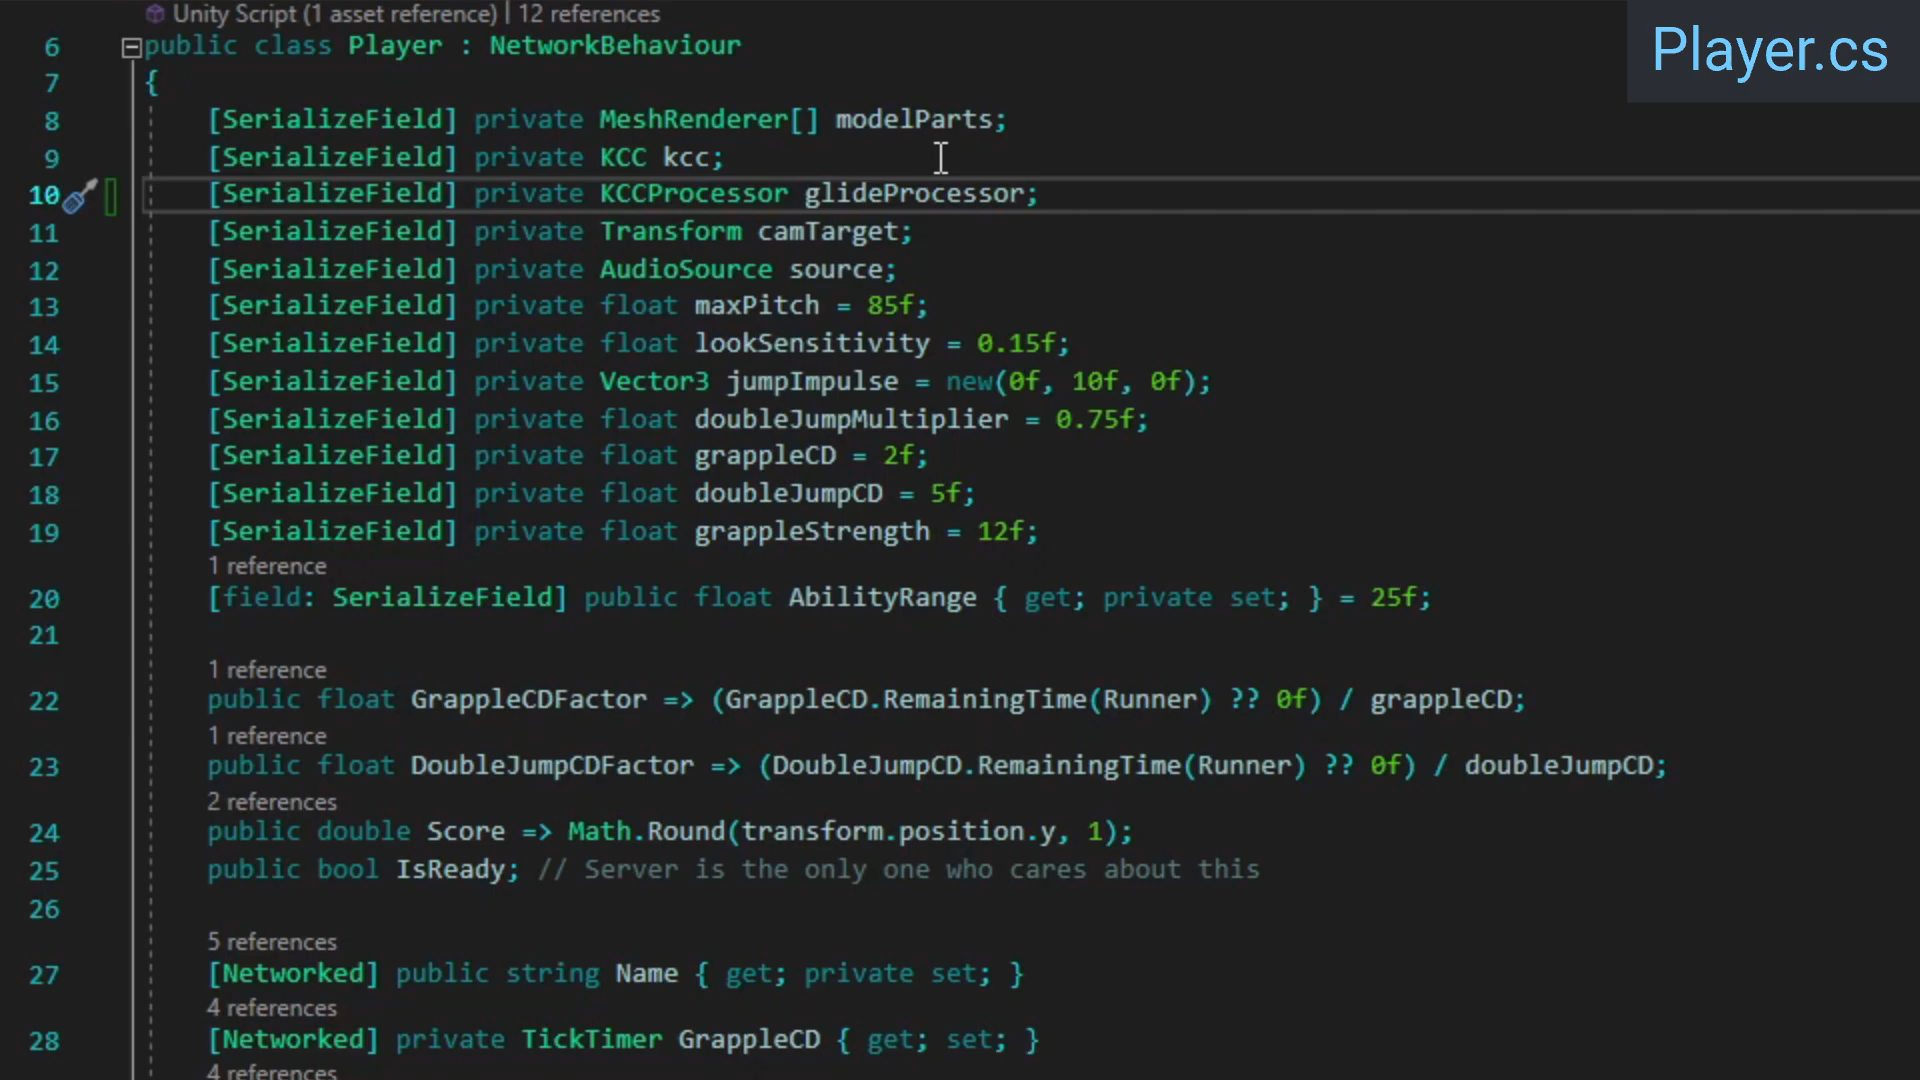 Unity Script (1 asset reference) | 12 references
Player.cs
6 public class Player : NetworkBehaviour
7 {
8 [SerializeField] private MeshRenderer[] modelParts;
9 [SerializeField] private KCC kcc;
10 [SerializeField] private KCCProcessor glideProcessor;
11 [SerializeField] private Transform camTarget;
12 [SerializeField] private AudioSource source;
13 [SerializeField] private float maxPitch = 85f;
14 [SerializeField] private float lookSensitivity = 0.15f;
15 [SerializeField] private Vector3 jumpImpulse = new(0f, 10f, 0f);
16 [SerializeField] private float doubleJumpMultiplier = 0.75f;
17 [SerializeField] private float grappleCD = 2f;
18 [SerializeField] private float doubleJumpCD = 5f;
19 [SerializeField] private float grappleStrength = 12f;
1 reference
20 [field: SerializeField] public float AbilityRange { get; private set; } = 25f;
21
1 reference
22 public float GrappleCDFactor => (GrappleCD.RemainingTime(Runner) ?? 0f) / grappleCD;
1 reference
23 public float DoubleJumpCDFactor => (DoubleJumpCD.RemainingTime(Runner) ?? 0f) / doubleJumpCD;
2 references
24 public double Score => Math.Round(transform.position.y, 1);
25 public bool IsReady; // Server is the only one who cares about this
26
5 references
27 [Networked] public string Name { get; private set; }
4 references
28 [Networked] private TickTimer GrappleCD { get; set; }
4 references